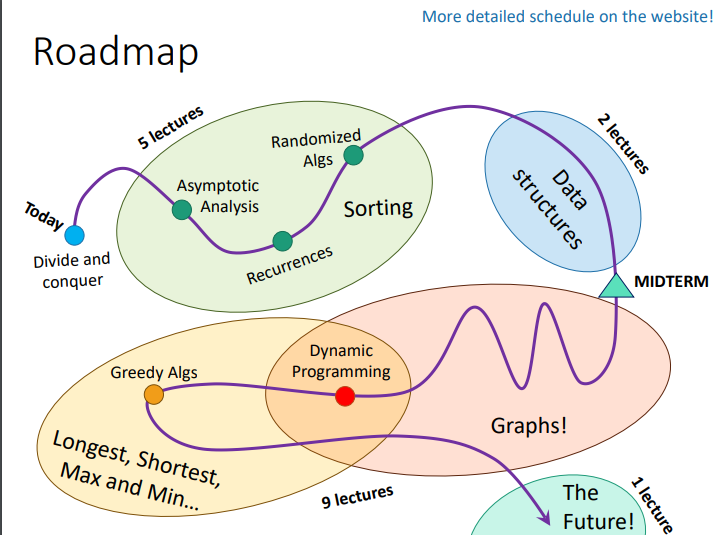 More detailed schedule on the website!
Roadmap
5 lectures
Randomized
Algs
Asymptotic
Analysis
Sorting
Recurrences
Today
Divide and
conquer
2 lectures
Data
structures
MIDTERM
Dynamic
Programming
Greedy Algs
Graphs!
Longest, Shortest,
Max and Min...
9 lectures
1 lecture
The
Future!